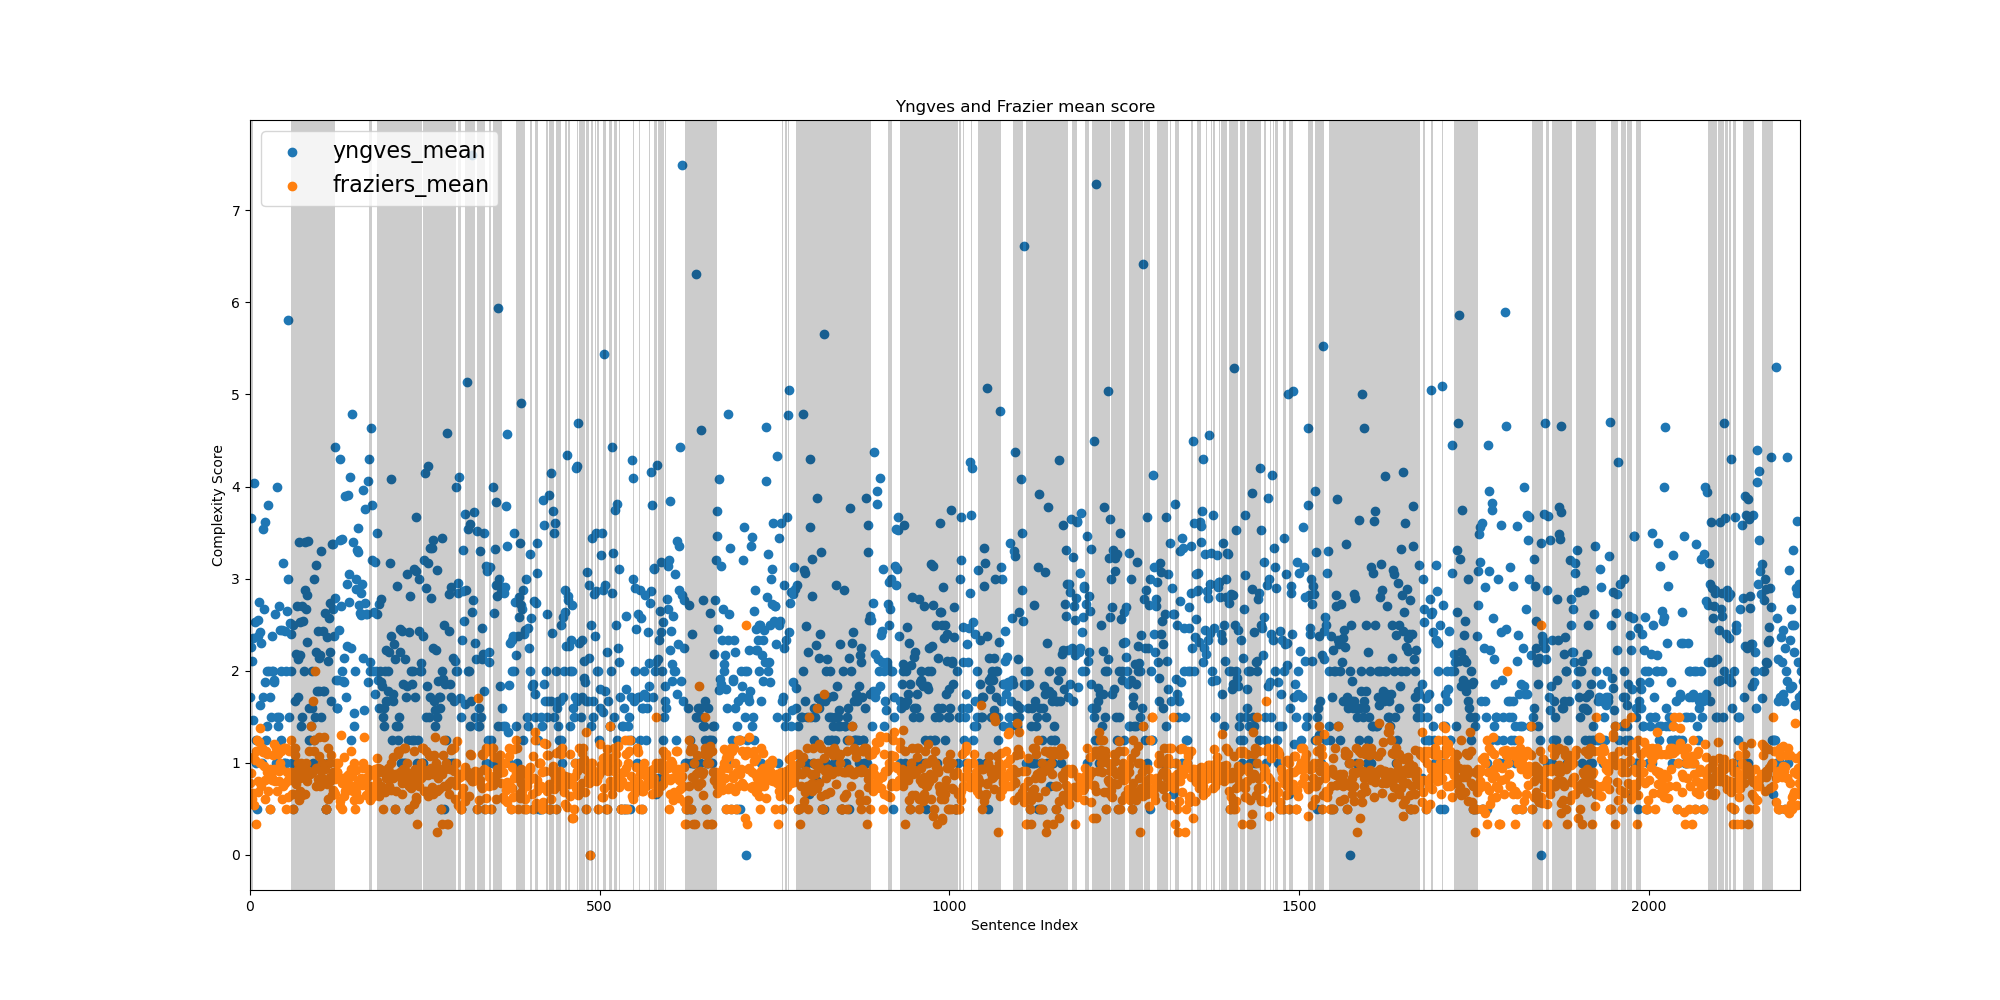 Yngves and Frazier mean score
yngves_mean
fraziers_mean
Complexity Score
7
6
5
4
3
2
1
0
0 500 1000 1500 2000
Sentence Index